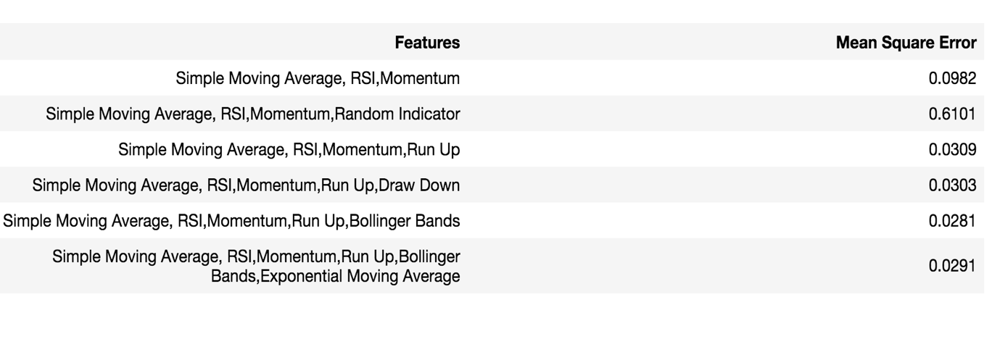 Features Mean Square Error
Simple Moving Average, RSI,Momentum 0.0982
Simple Moving Average, RSI,Momentum,Random Indicator 0.6101
Simple Moving Average, RSI,Momentum,Run Up 0.0309
Simple Moving Average, RSI,Momentum,Run Up,Draw Down 0.0303
Simple Moving Average, RSI,Momentum,Run Up,Bollinger Bands 0.0281
Simple Moving Average, RSI,Momentum,Run Up,Bollinger
Bands,Exponential Moving Average 0.0291